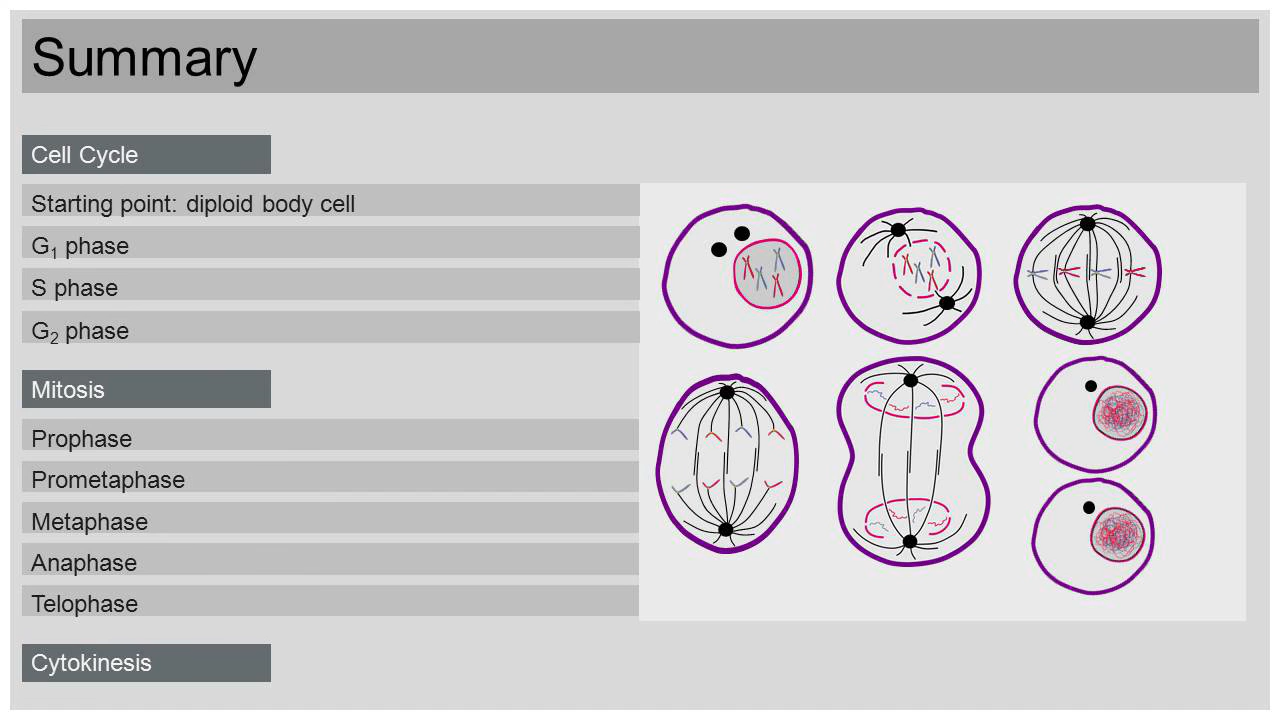 Summary
Cell Cycle
Starting point: diploid body cell
G₁ phase
S phase
G₂ phase
Mitosis
Prophase
Prometaphase
Metaphase
Anaphase
Telophase
Cytokinesis